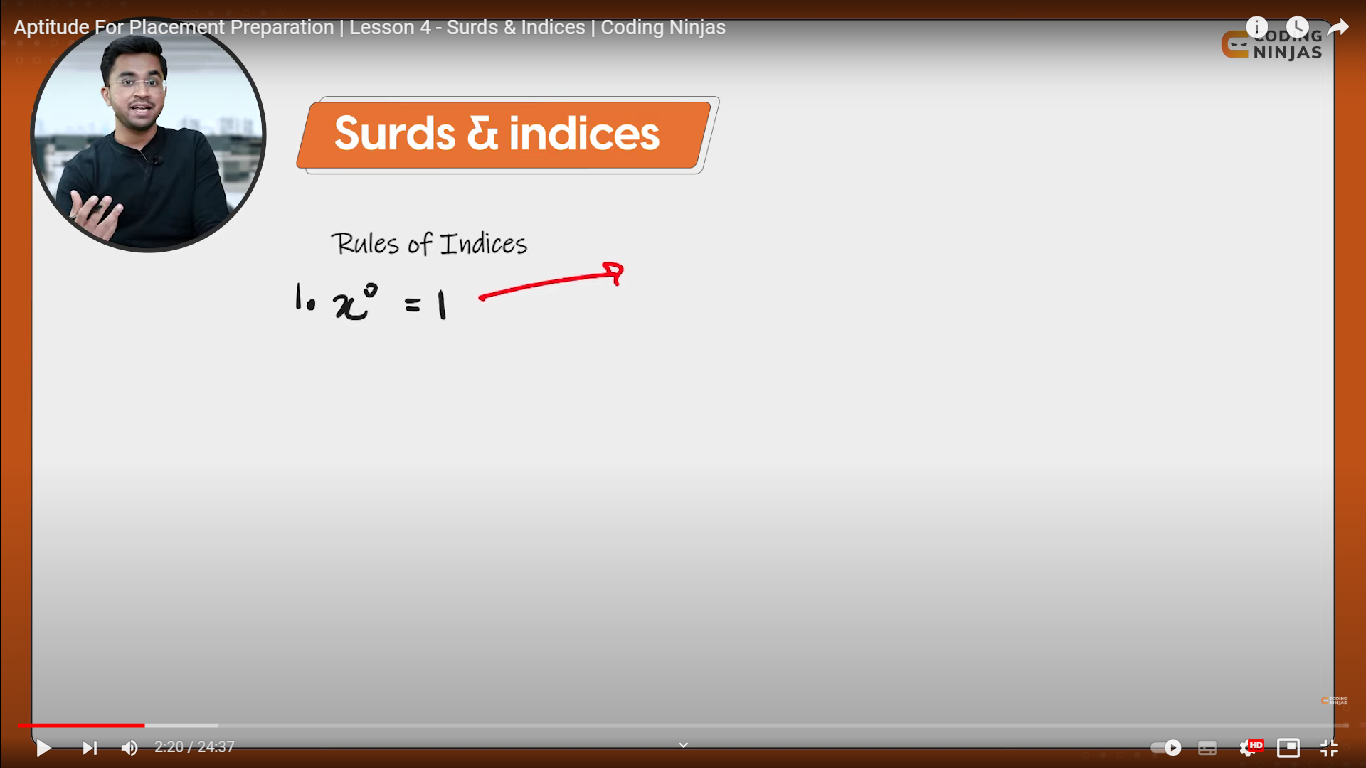 Aptitude For Placement Preparation | Lesson 4 - Surds & Indices | Coding Ninjas
CODING
NINJAS
Surds & indices
Rules of Indices
1. x⁰ = 1
CODING
NINJAS
2:20 / 24:37
HD